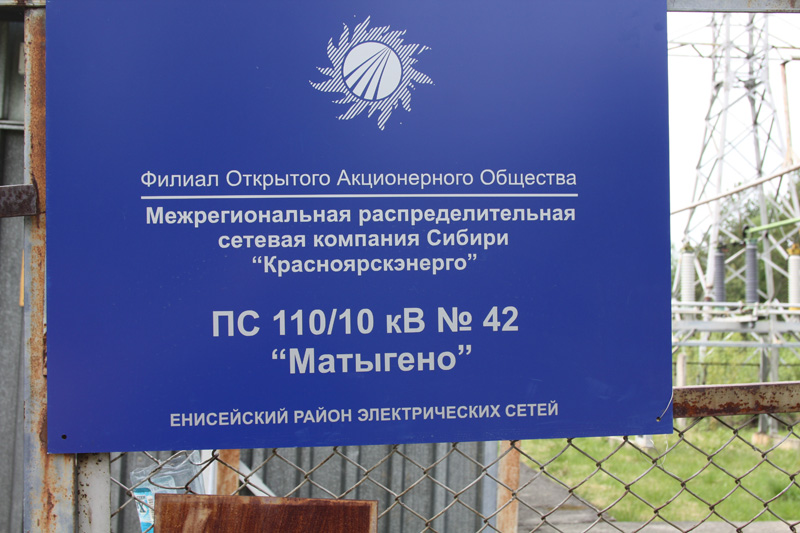 Филиал Открытого Акционерного Общества
Межрегиональная распределительная
сетевая компания Сибири
“Красноярскэнерго”
ПС 110/10 кВ № 42
“Матыгено”
ЕНИСЕЙСКИЙ РАЙОН ЭЛЕКТРИЧЕСКИХ СЕТЕЙ